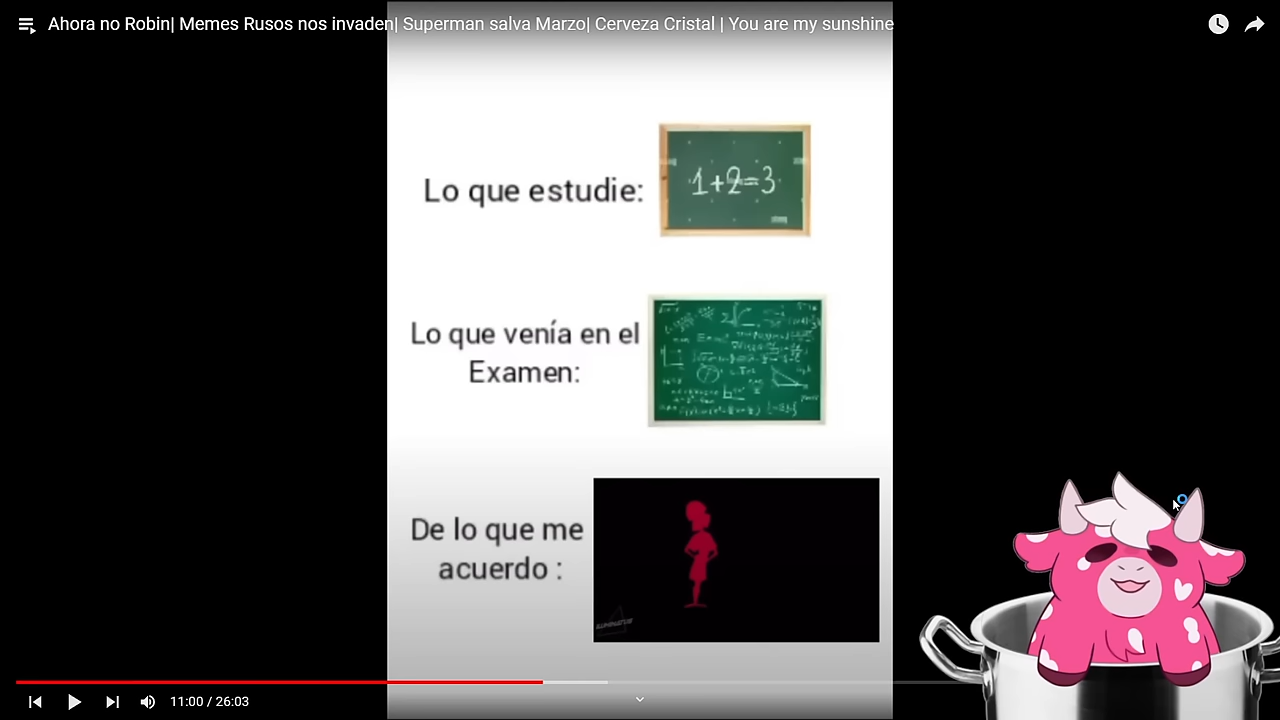 Ahora no Robin| Memes Rusos nos invaden| Superman salva Marzo| Cerveza Cristal | You are my sunshine
Lo que estudie:
1+2=3
Lo que venía en el
Examen:
De lo que me
acuerdo :
11:00 / 26:03